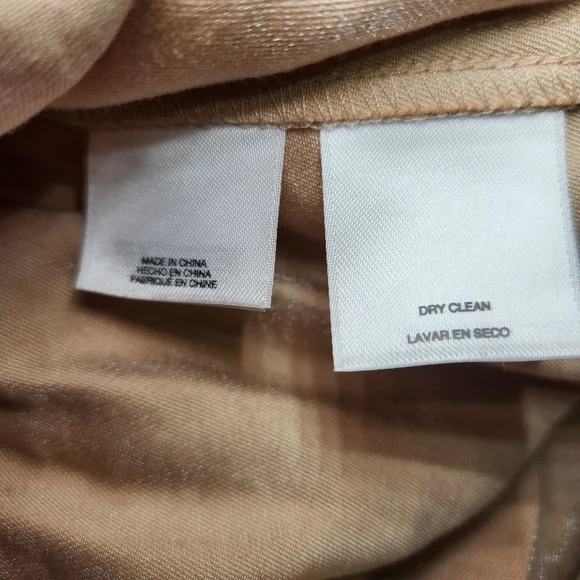 MADE IN CHINA
HECHO EN CHINA
FABRIQUÉ EN CHINE
DRY CLEAN
LAVAR EN SECO